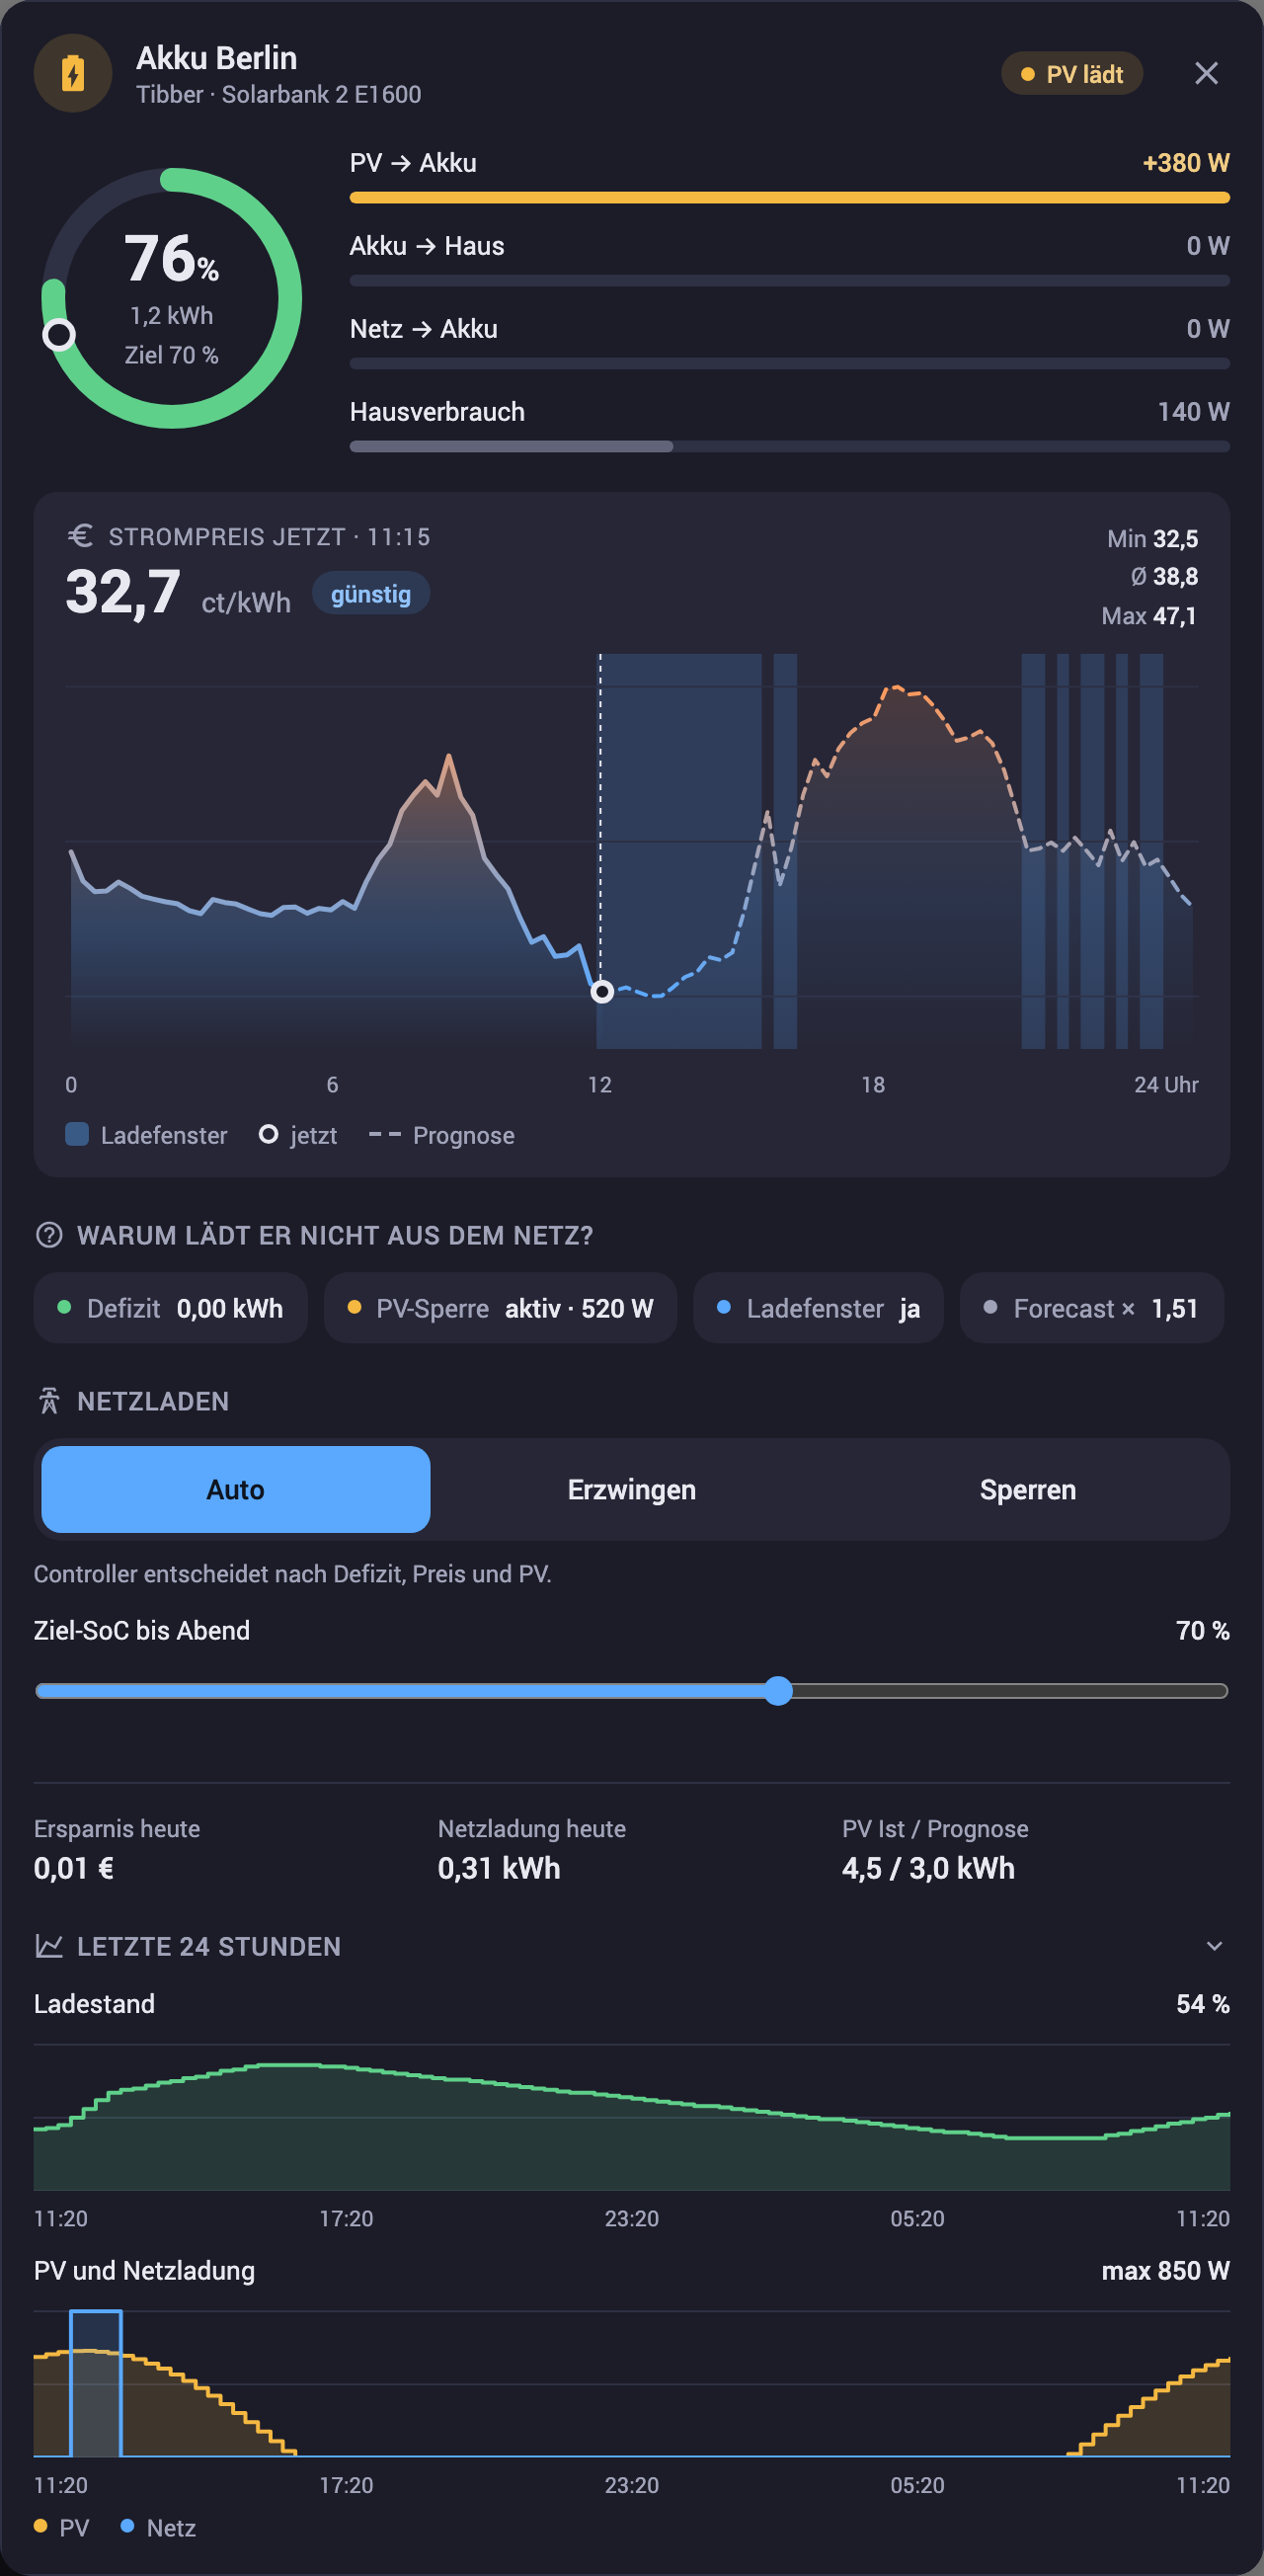 Akku Berlin
Tibber · Solarbank 2 E1600
PV lädt
76%
1,2 kWh
Ziel 70 %
PV → Akku +380 W
Akku → Haus 0 W
Netz → Akku 0 W
Hausverbrauch 140 W
STROMPREIS JETZT · 11:15
32,7 ct/kWh günstig
Min 32,5
Ø 38,8
Max 47,1
0 6 12 18 24 Uhr
Ladefenster jetzt Prognose
WARUM LÄDT ER NICHT AUS DEM NETZ?
Defizit 0,00 kWh PV-Sperre aktiv · 520 W Ladefenster ja Forecast × 1,51
NETZLADEN
Auto Erzwingen Sperren
Controller entscheidet nach Defizit, Preis und PV.
Ziel-SoC bis Abend 70 %
Ersparnis heute Netzladung heute PV Ist / Prognose
0,01 € 0,31 kWh 4,5 / 3,0 kWh
LETZTE 24 STUNDEN
Ladestand 54 %
11:20 17:20 23:20 05:20 11:20
PV und Netzladung max 850 W
11:20 17:20 23:20 05:20 11:20
PV Netz